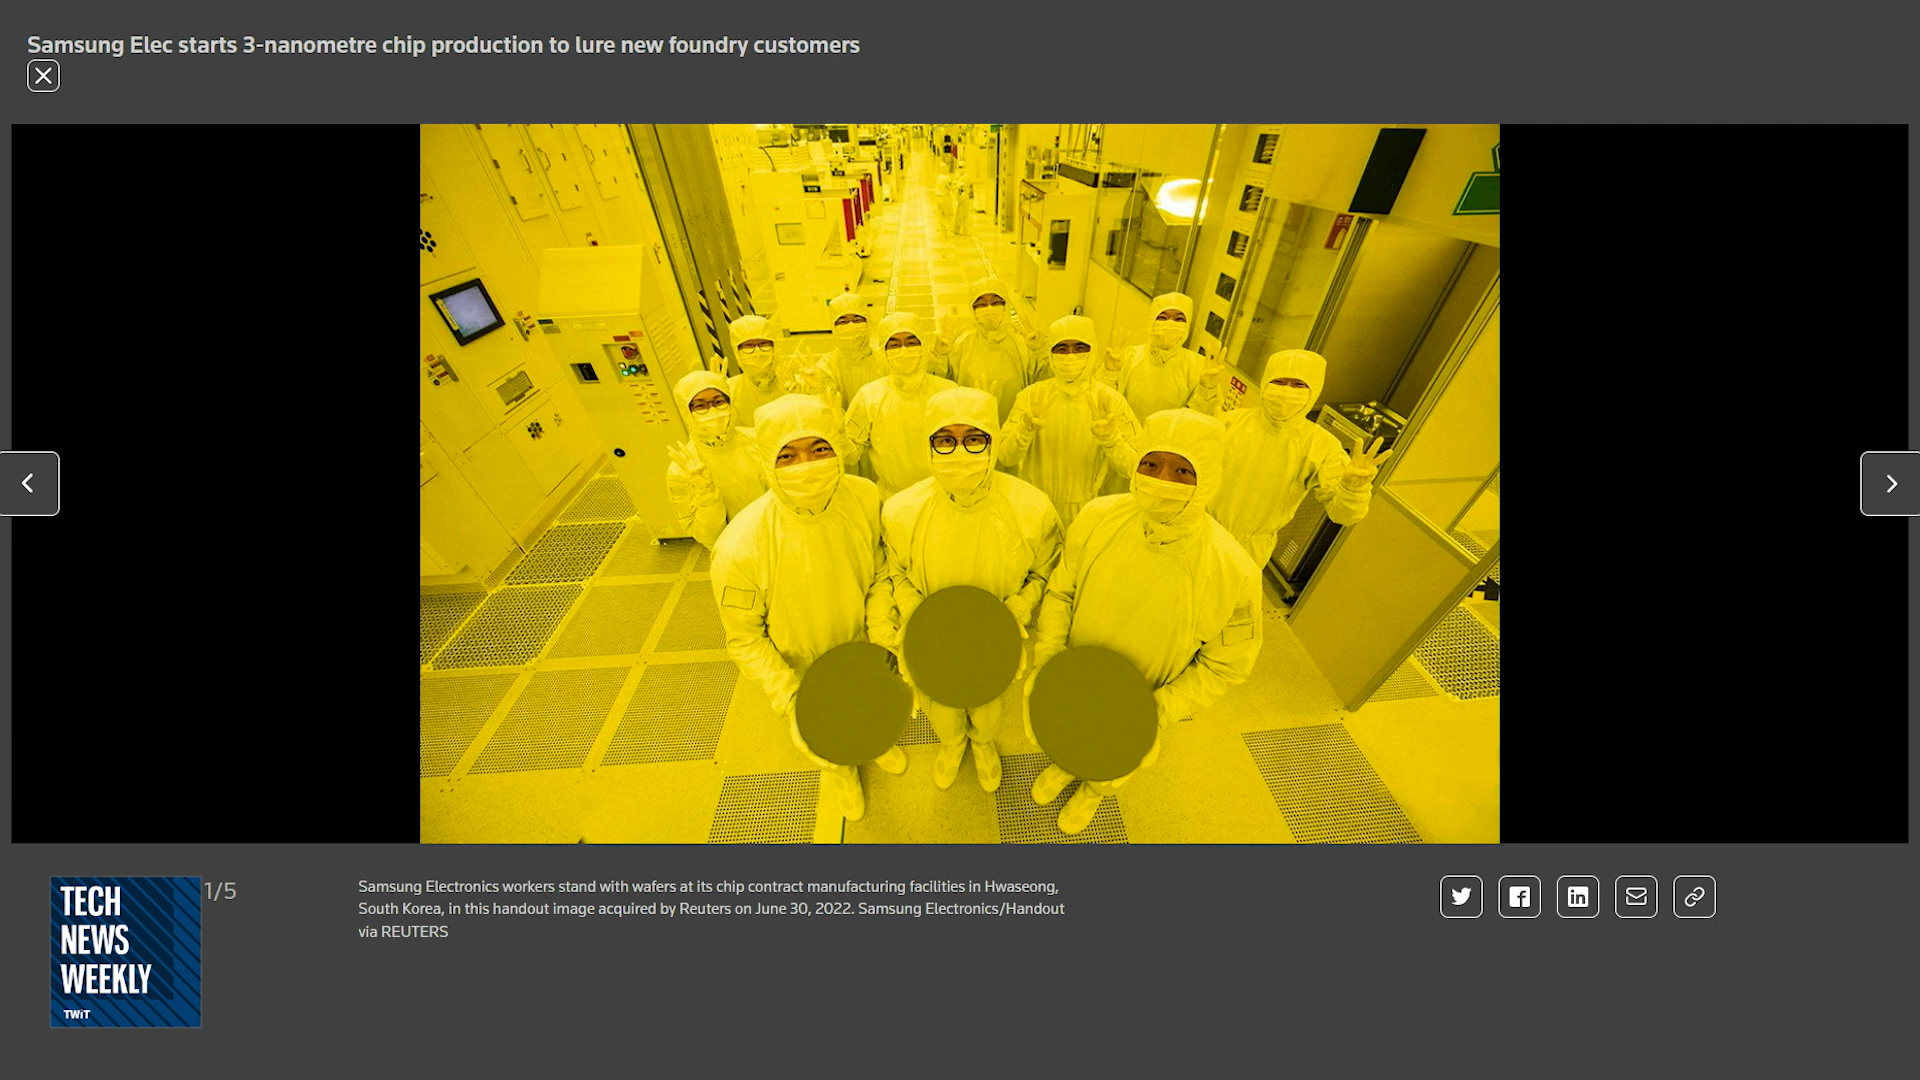 Samsung Elec starts 3-nanometre chip production to lure new foundry customers
1/5
Samsung Electronics workers stand with wafers at its chip contract manufacturing facilities in Hwaseong,
South Korea, in this handout image acquired by Reuters on June 30, 2022. Samsung Electronics/Handout
via REUTERS
TECH
NEWS
WEEKLY
TWiT